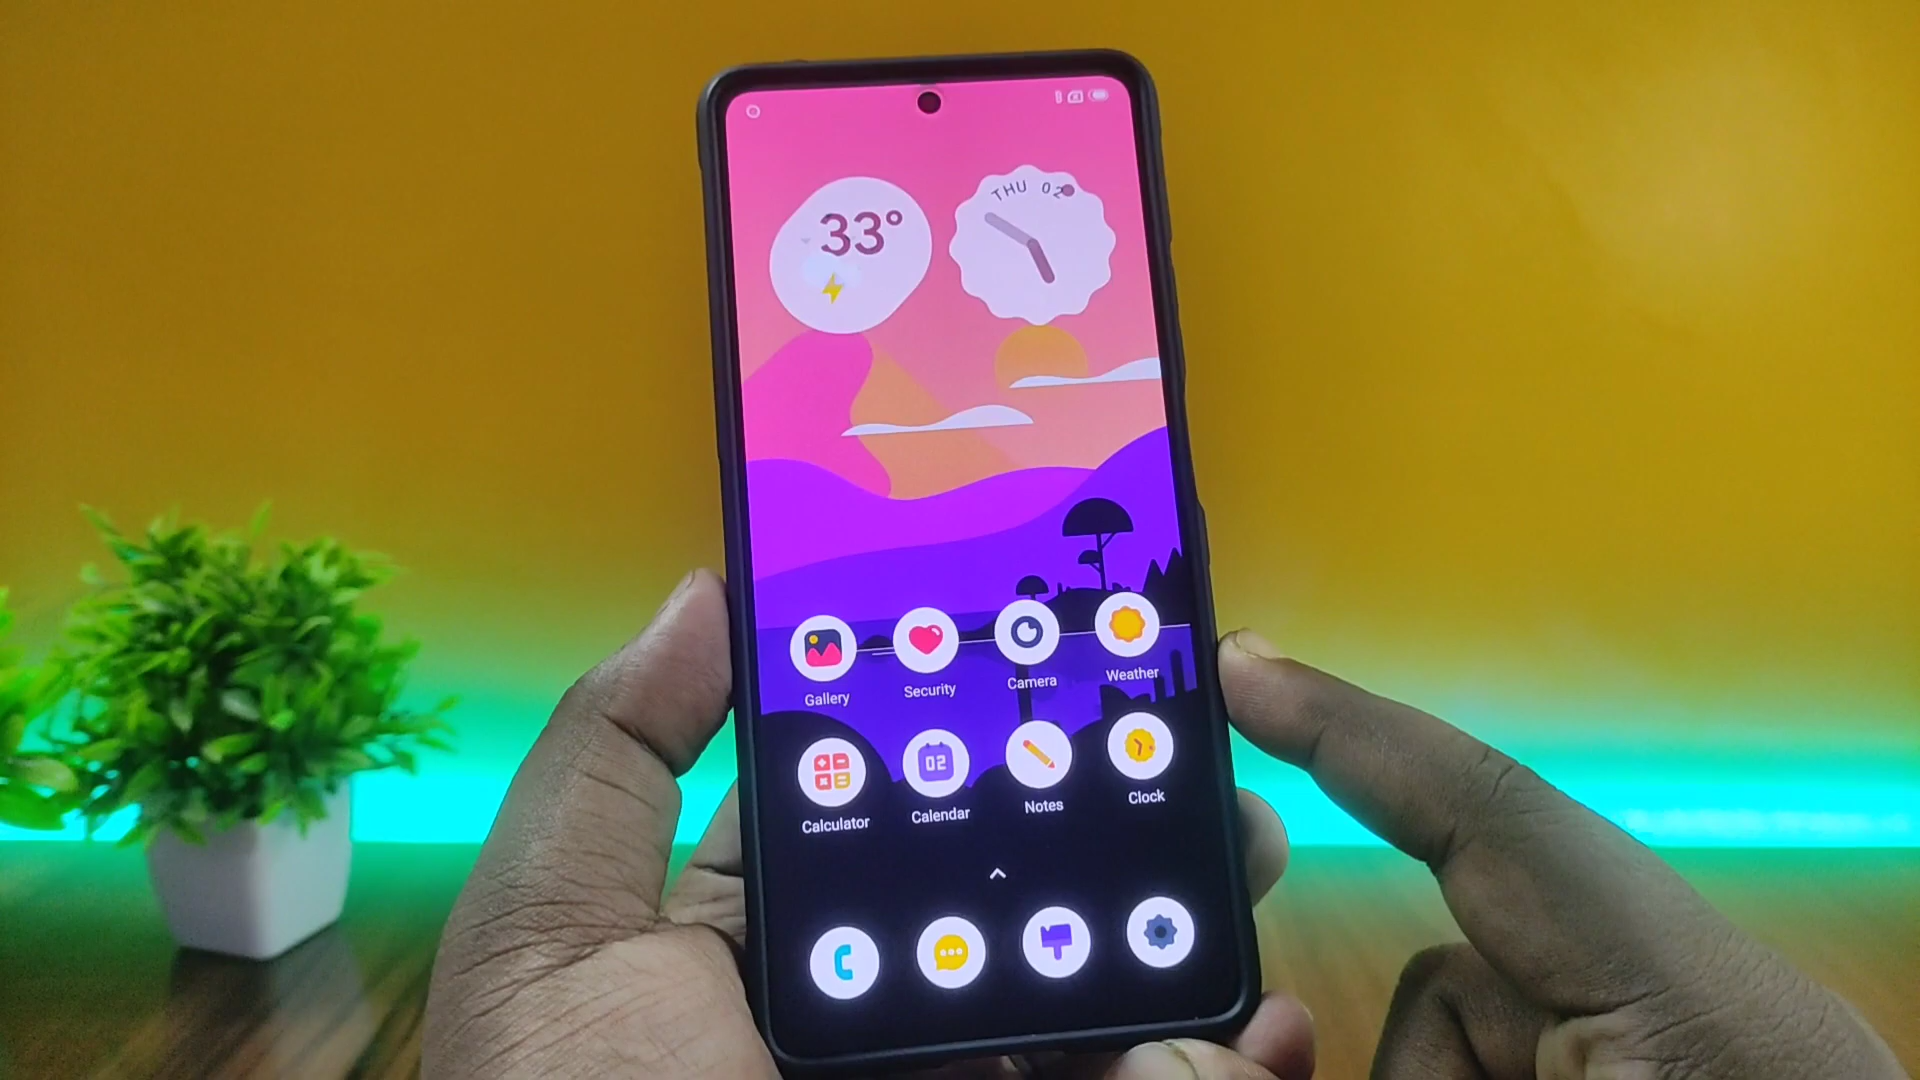 33°
THU 02
Gallery
Security
Camera
Weather
Calculator
02
Calendar
Notes
Clock